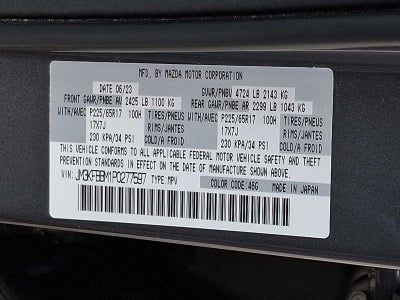 MFD. BY MAZDA MOTOR CORPORATION
DATE 06/23 GVWR/PNBV 4724 LB 2143 KG
FRONT GAWR/PNBE AV 2425 LB 1100 KG REAR GAWR/PNBE AR 2299 LB 1043 KG
WITH/AVEC P225/65R17 100H TIRES/PNEUS WITH/AVEC P225/65R17 100H TIRES/PNEUS
17X7J RIMS/JANTES 17X7J RIMS/JANTES
230 KPA/34 PSI COLD/A FROID 230 KPA/34 PSI COLD/A FROID
THIS VEHICLE CONFORMS TO ALL APPLICABLE FEDERAL MOTOR VEHICLE SAFETY, BUMPER, AND THEFT
PREVENTION STANDARDS IN EFFECT ON THE DATE OF MANUFACTURE SHOWN ABOVE.
VIN: JM3KFBBM1P0277597 TYPE:MPV
COLOR CODE:46G MADE IN JAPAN